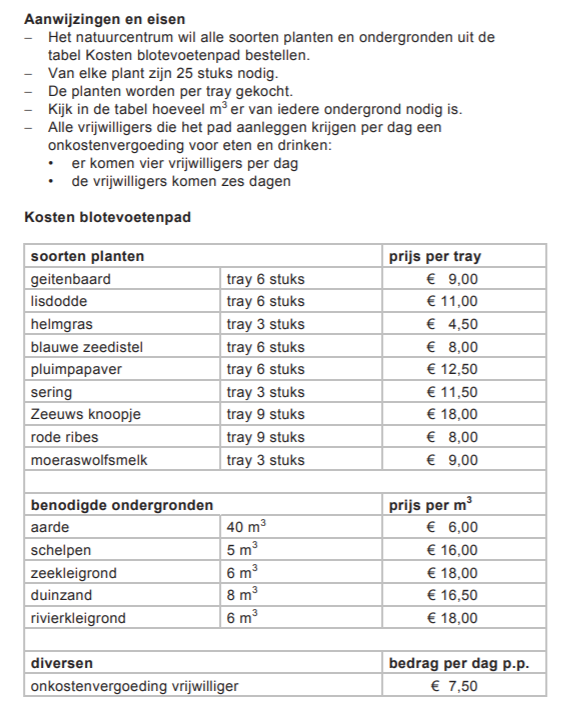 Aanwijzingen en eisen
– Het natuurcentrum wil alle soorten planten en ondergronden uit de
tabel Kosten blotevoetenpad bestellen.
– Van elke plant zijn 25 stuks nodig.
– De planten worden per tray gekocht.
– Kijk in de tabel hoeveel m³ er van iedere ondergrond nodig is.
– Alle vrijwilligers die het pad aanleggen krijgen per dag een
onkostenvergoeding voor eten en drinken:
• er komen vier vrijwilligers per dag
• de vrijwilligers komen zes dagen
Kosten blotevoetenpad
soorten planten prijs per tray
geitenbaard tray 6 stuks € 9,00
lisdodde tray 6 stuks € 11,00
helmgras tray 3 stuks € 4,50
blauwe zeedistel tray 6 stuks € 8,00
pluimpapaver tray 6 stuks € 12,50
sering tray 3 stuks € 11,50
Zeeuws knoopje tray 9 stuks € 18,00
rode ribes tray 9 stuks € 8,00
moeraswolfsmelk tray 3 stuks € 9,00
benodigde ondergronden prijs per m³
aarde 40 m³ € 6,00
schelpen 5 m³ € 16,00
zeekleigrond 6 m³ € 18,00
duinzand 8 m³ € 16,50
rivierkleigrond 6 m³ € 18,00
diversen bedrag per dag p.p.
onkostenvergoeding vrijwilliger € 7,50